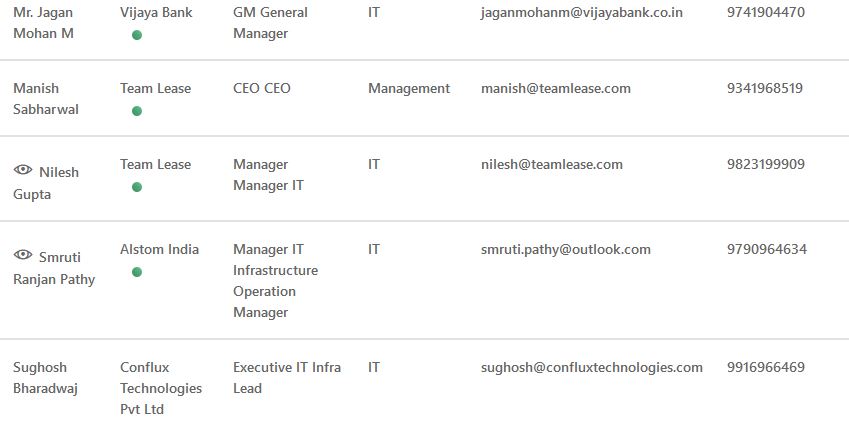 Mr. Jagan Vijaya Bank GM General IT jaganmohanm@vijayabank.co.in 9741904470
Mohan M Manager
Manish Team Lease CEO CEO Management manish@teamlease.com 9341968519
Sabharwal
Nilesh Team Lease Manager IT nilesh@teamlease.com 9823199909
Gupta Manager IT
Smruti Alstom India Manager IT IT smruti.pathy@outlook.com 9790964634
Ranjan Pathy Infrastructure
Operation
Manager
Sughosh Conflux Executive IT Infra IT sughosh@confluxtechnologies.com 9916966469
Bharadwaj Technologies Lead
Pvt Ltd